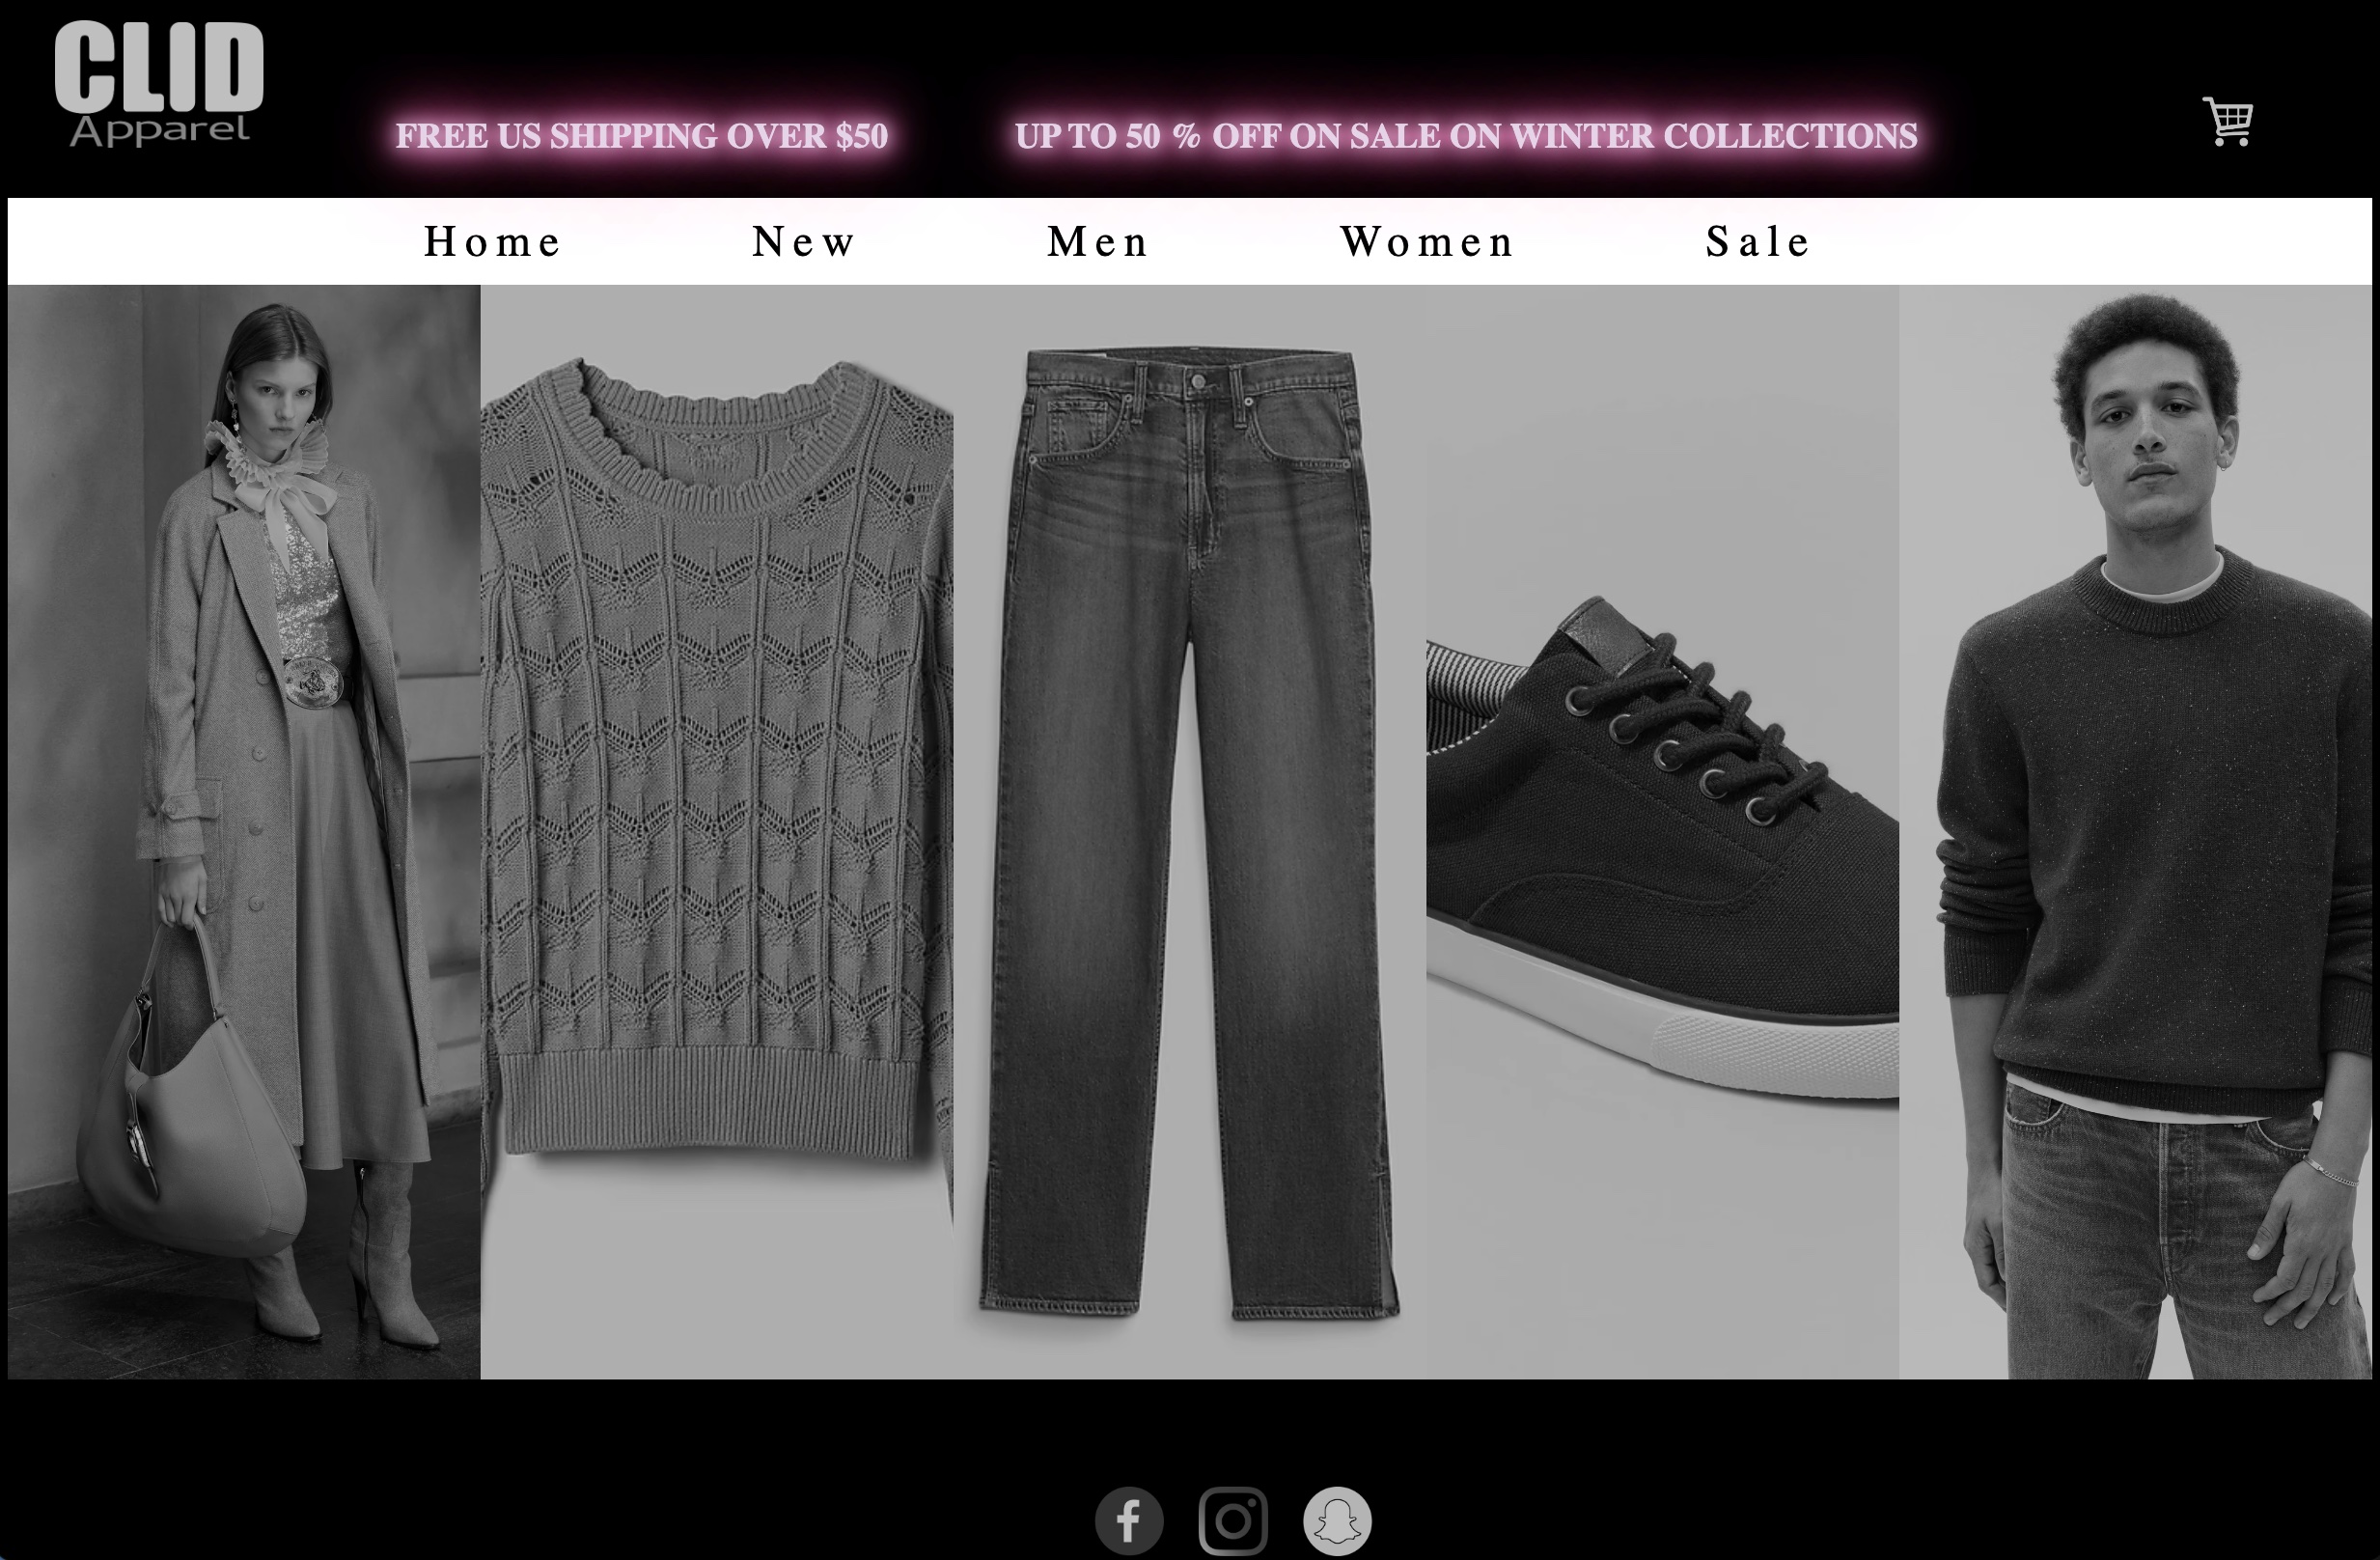 CLID
Apparel
FREE US SHIPPING OVER $50
UP TO 50 % OFF ON SALE ON WINTER COLLECTIONS
Home New Men Women Sale